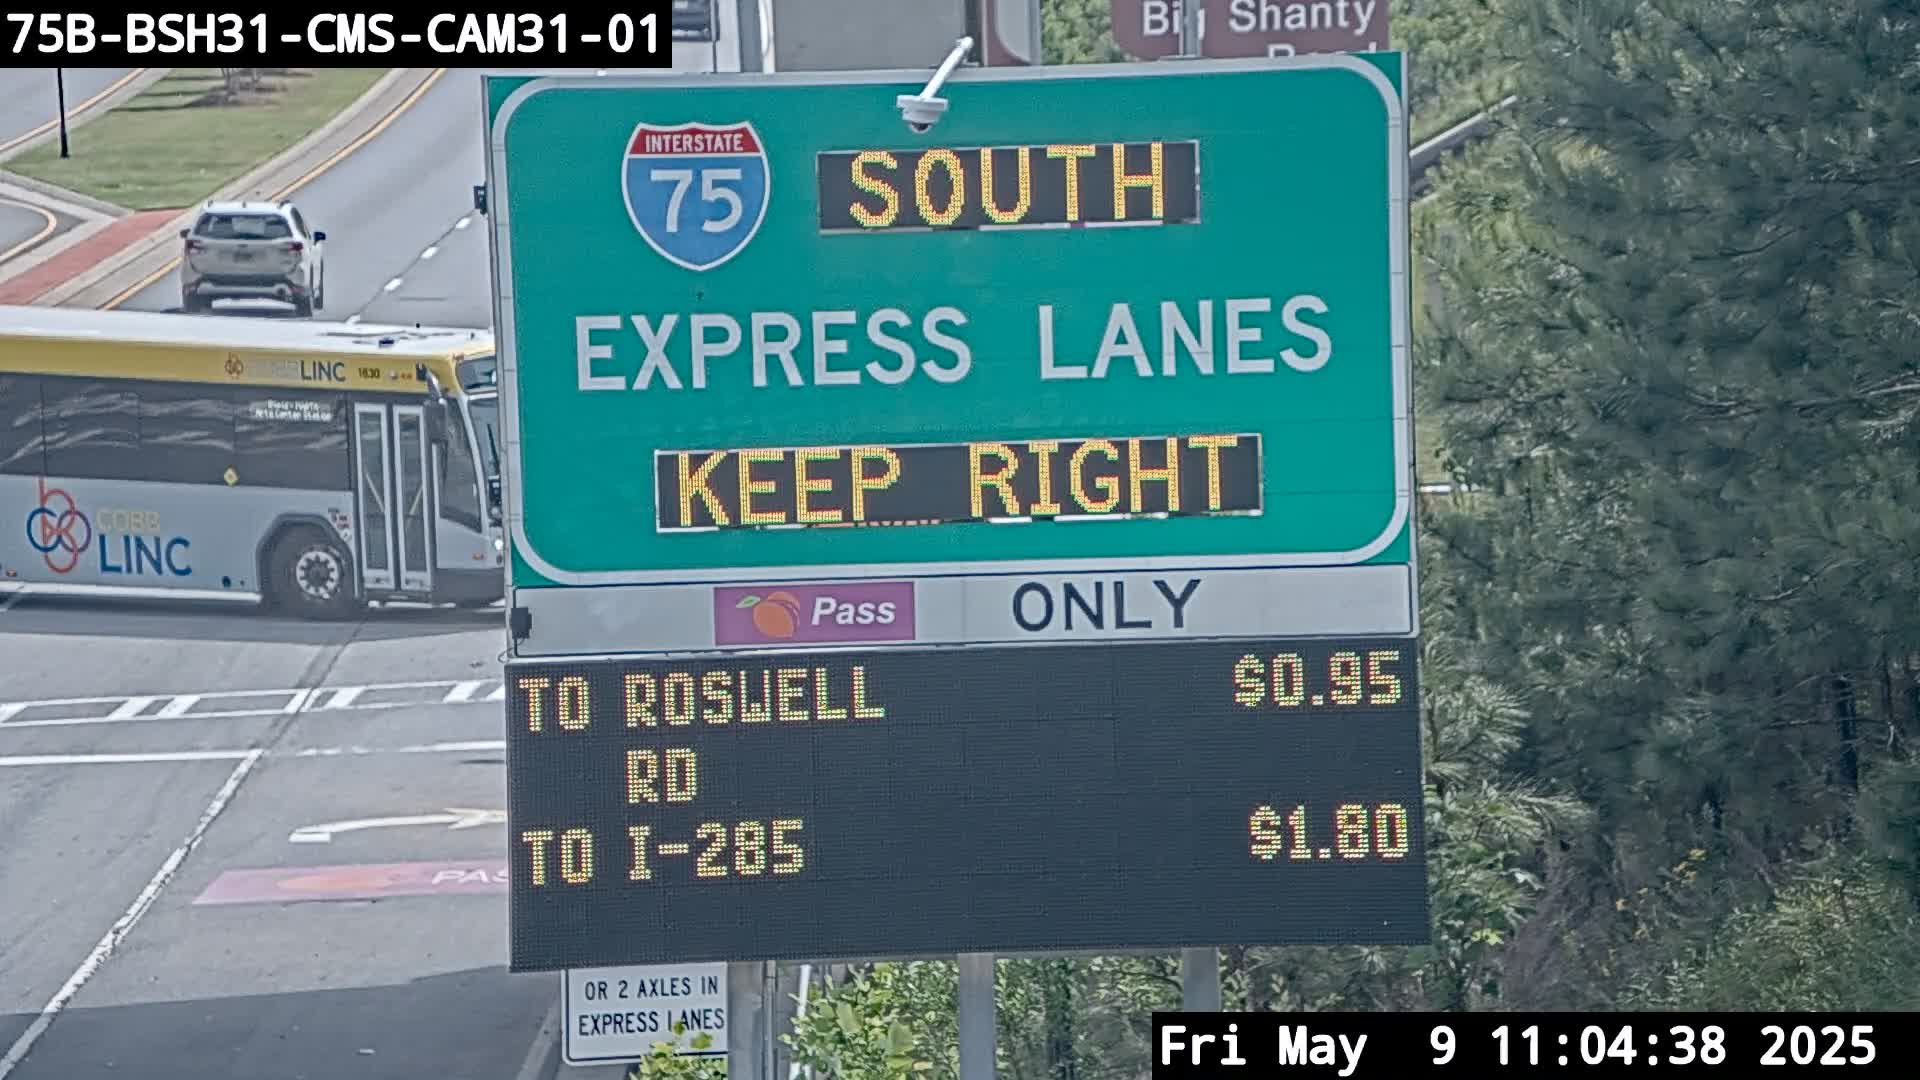 75B-BSH31-CMS-CAM31-01
Big Shanty
Road
INTERSTATE
75
SOUTH
EXPRESS LANES
KEEP RIGHT
Pass ONLY
TO ROSWELL $0.95
RD
TO I-285 $1.80
LINC 1630
COBB
LINC
PAS
OR 2 AXLES IN
EXPRESS LANES
Fri May 9 11:04:38 2025